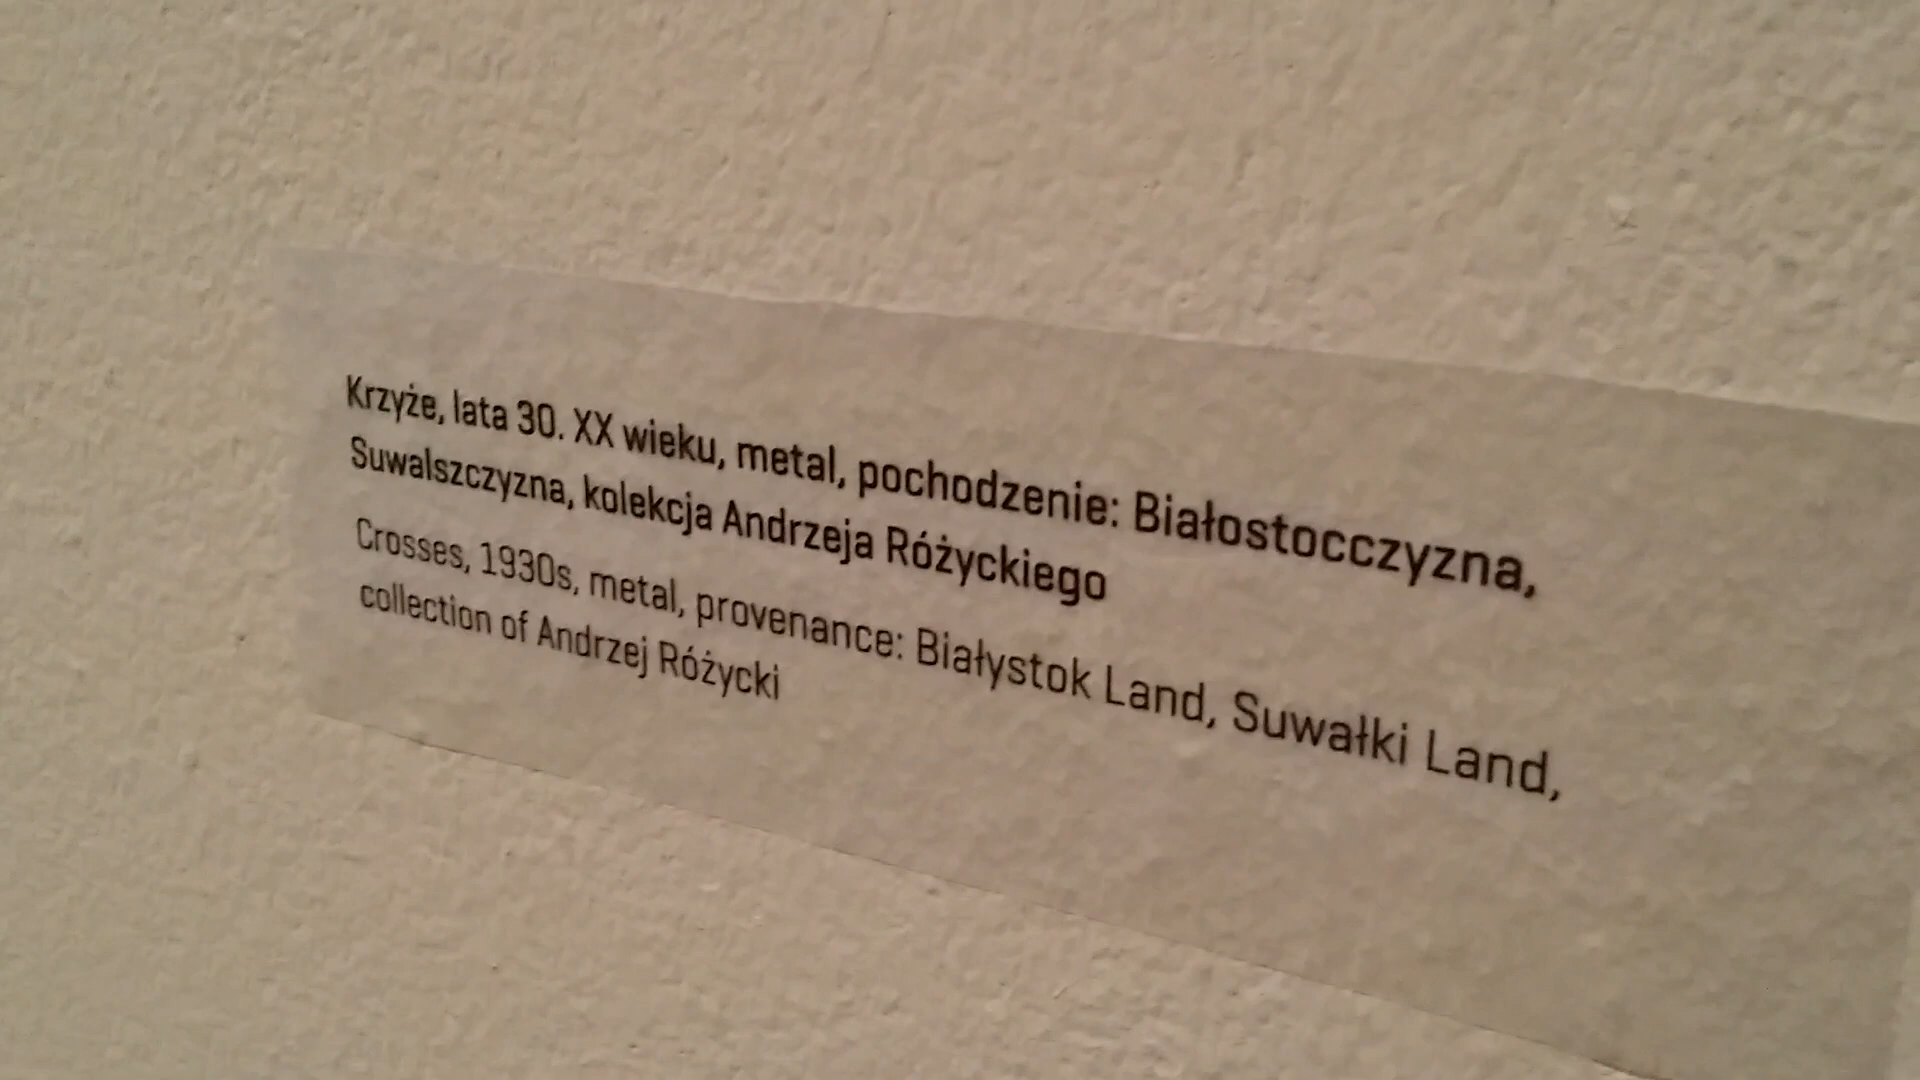 Krzyże, lata 30. XX wieku, metal, pochodzenie: Białostocczyzna,
Suwalszczyzna, kolekcja Andrzeja Różyckiego
Crosses, 1930s, metal, provenance: Białystok Land, Suwałki Land,
collection of Andrzej Różycki